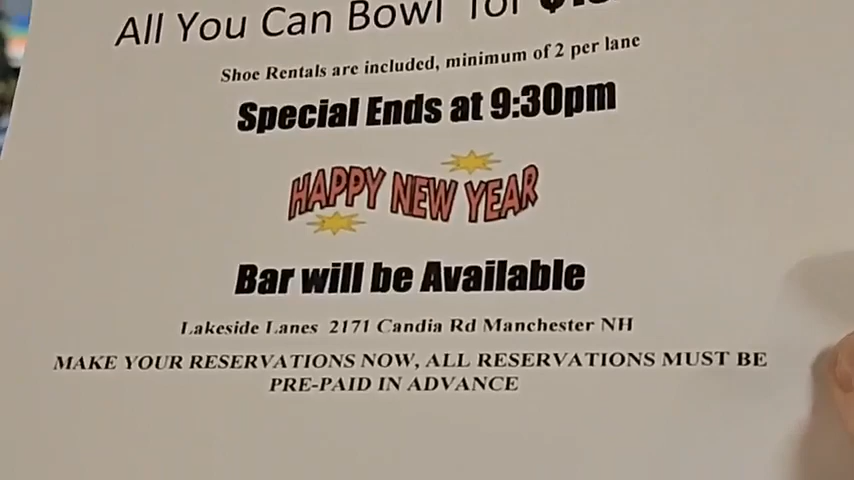 All You Can Bowl for
Shoe Rentals are included, minimum of 2 per lane
Special Ends at 9:30pm
HAPPY NEW YEAR
Bar will be Available
Lakeside Lanes 2171 Candia Rd Manchester NH
MAKE YOUR RESERVATIONS NOW, ALL RESERVATIONS MUST BE
PRE-PAID IN ADVANCE